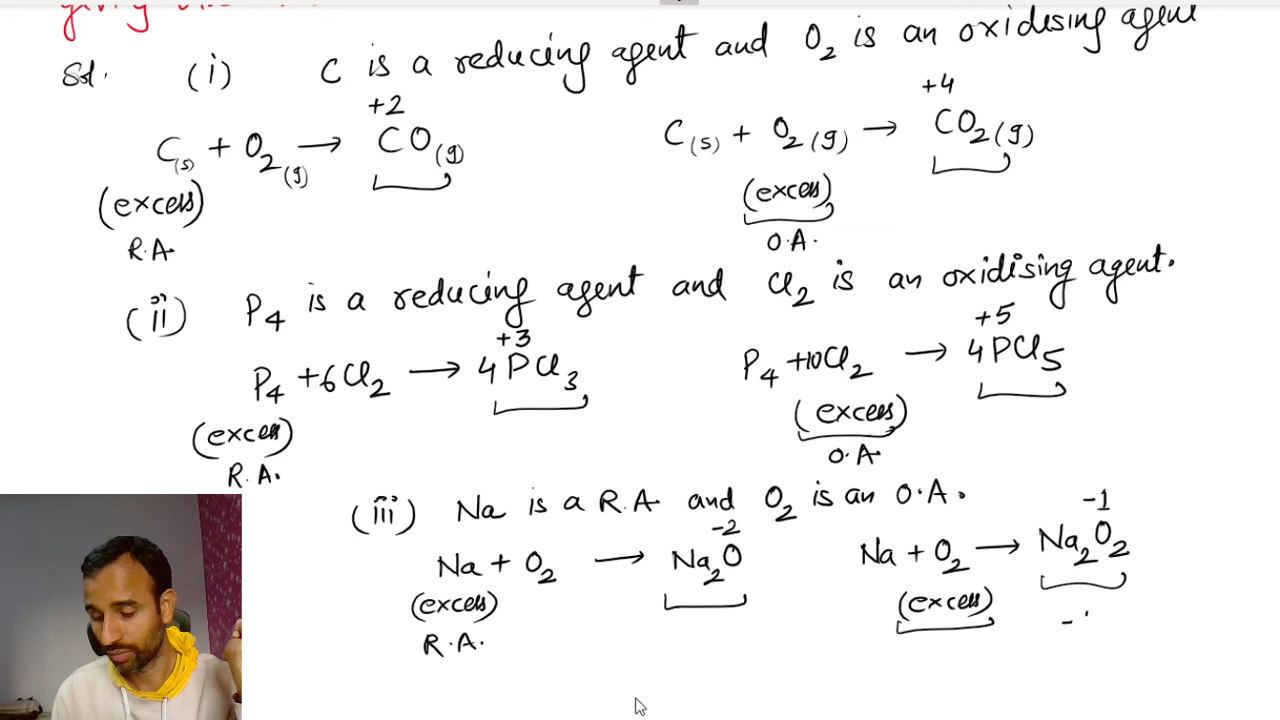 giving
Sol. (i) C is a reducing agent and O₂ is an oxidising agent
C(s) + O₂(g) → CO(g) +2
(excess)
R.A.
C(s) + O₂(g) → CO₂(g) +4
(excess)
O.A.
(ii) P₄ is a reducing agent and Cl₂ is an oxidising agent.
P₄ + 6Cl₂ → 4PCl₃ +3
(excess)
R.A.
P₄ + 10Cl₂ → 4PCl₅ +5
(excess)
O.A.
(iii) Na is a R.A and O₂ is an O.A.
Na + O₂ → Na₂O -2
(excess)
R.A.
Na + O₂ → Na₂O₂ -1
(excess)